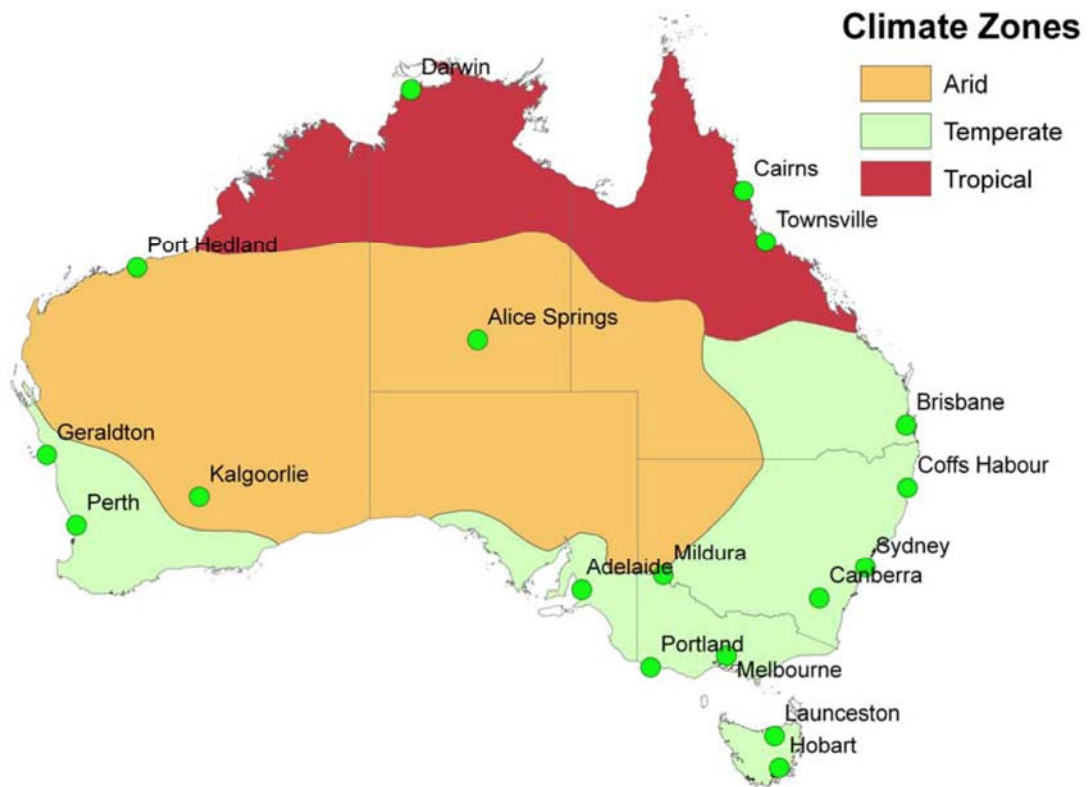 Climate Zones
Arid
Temperate
Tropical
Darwin
Cairns
Townsville
Port Hedland
Alice Springs
Brisbane
Geraldton
Coffs Habour
Kalgoorlie
Perth
Sydney
Mildura
Adelaide
Canberra
Portland
Melbourne
Launceston
Hobart